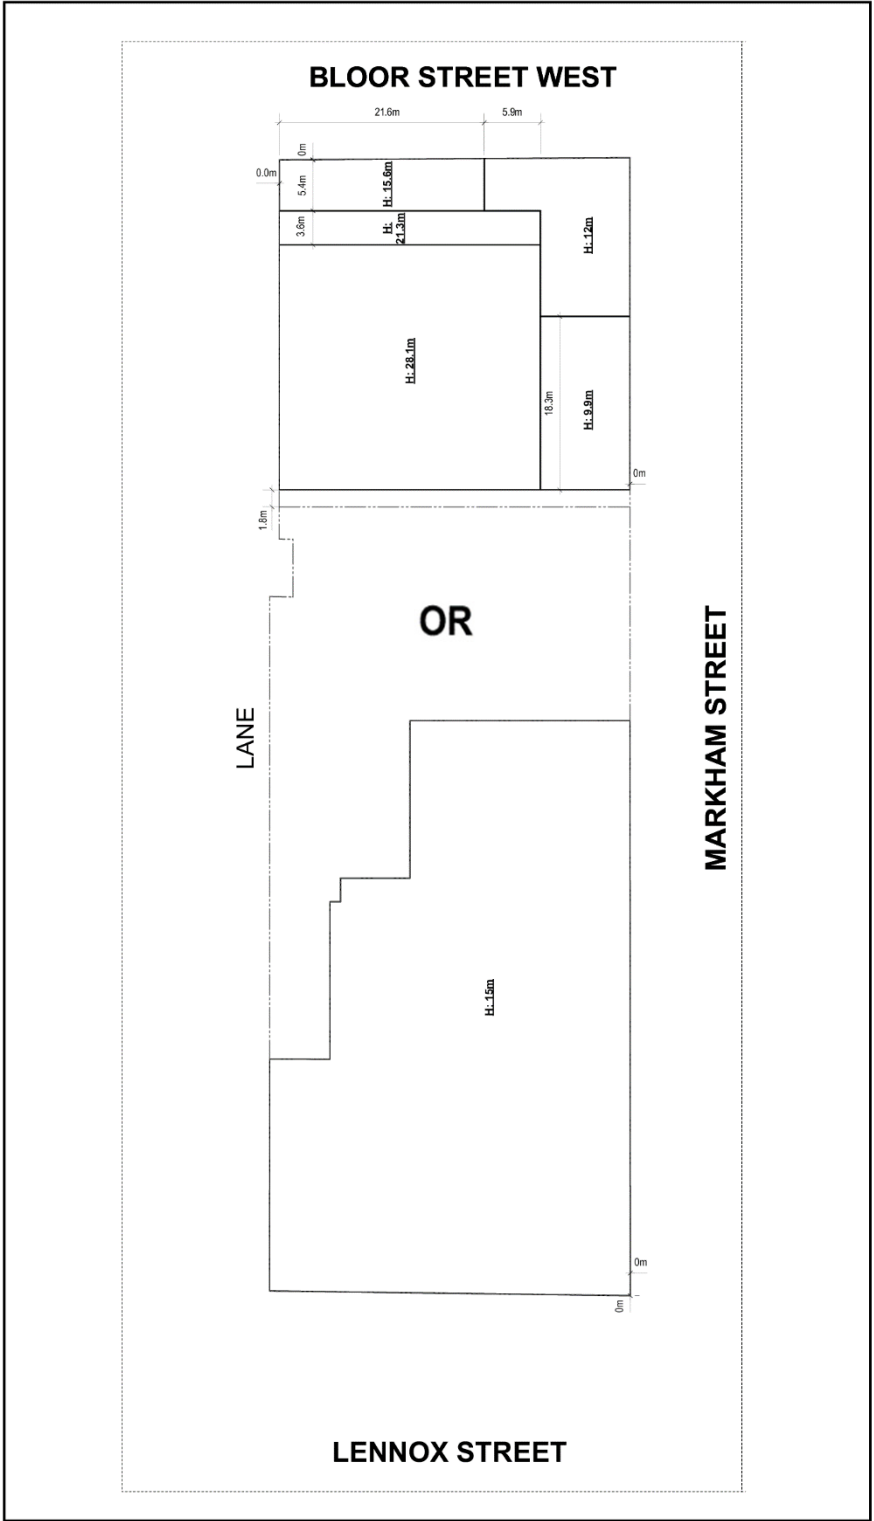 BLOOR STREET WEST
21.6m
5.9m
0m
0.0m
5.4m
H: 15.6m
3.6m
H:
21.3m
H: 12m
H: 28.1m
18.3m
H: 9.9m
0m
1.8m
OR
LANE
MARKHAM STREET
H: 15m
0m
0m
LENNOX STREET